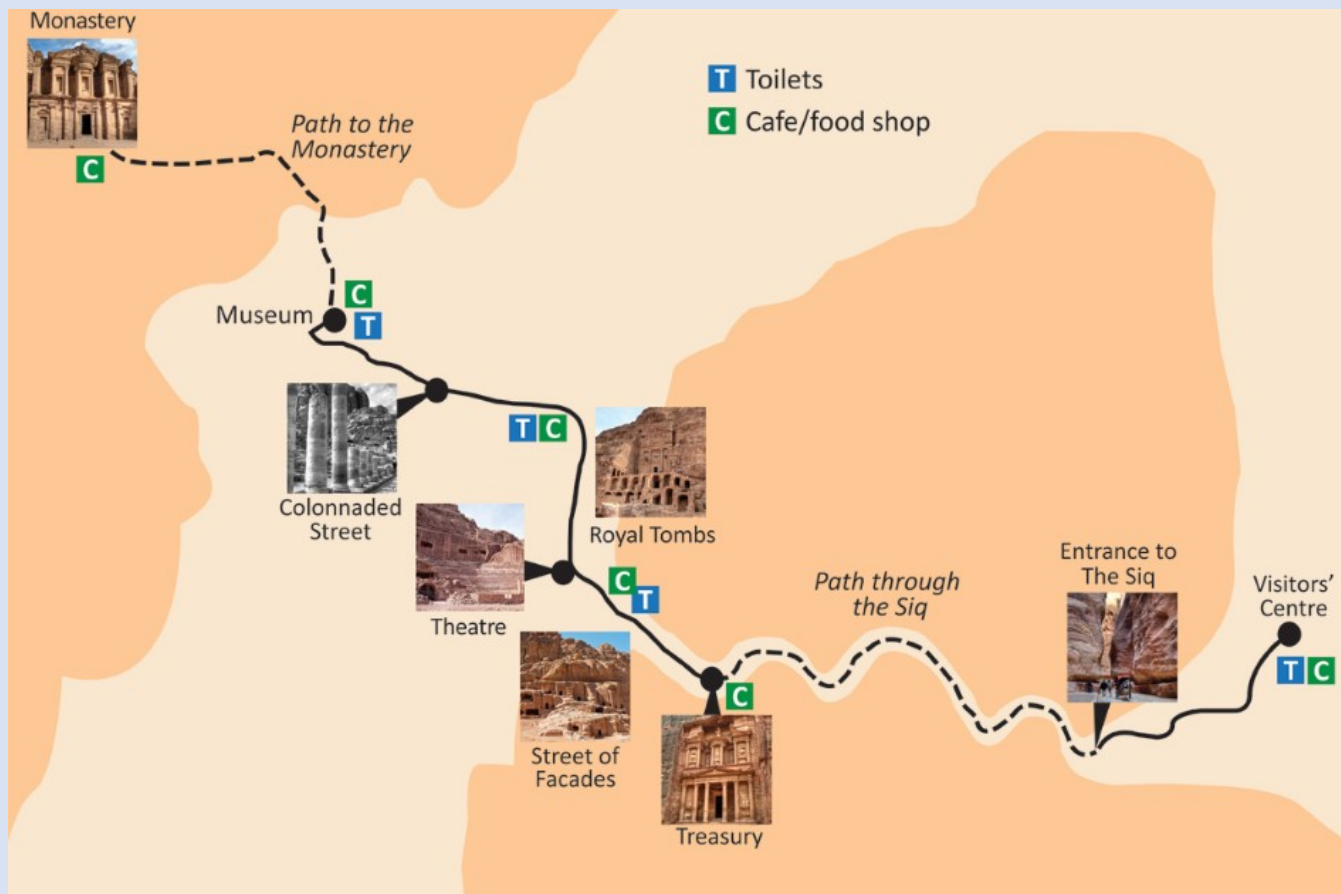 Monastery
T Toilets
C Cafe/food shop
Path to the
Monastery
C
C
Museum
T
T C
Colonnaded
Street
Royal Tombs
Entrance to
The Siq
Path through
the Siq
Visitors'
Centre
C
T
Theatre
T C
C
Street of
Facades
Treasury